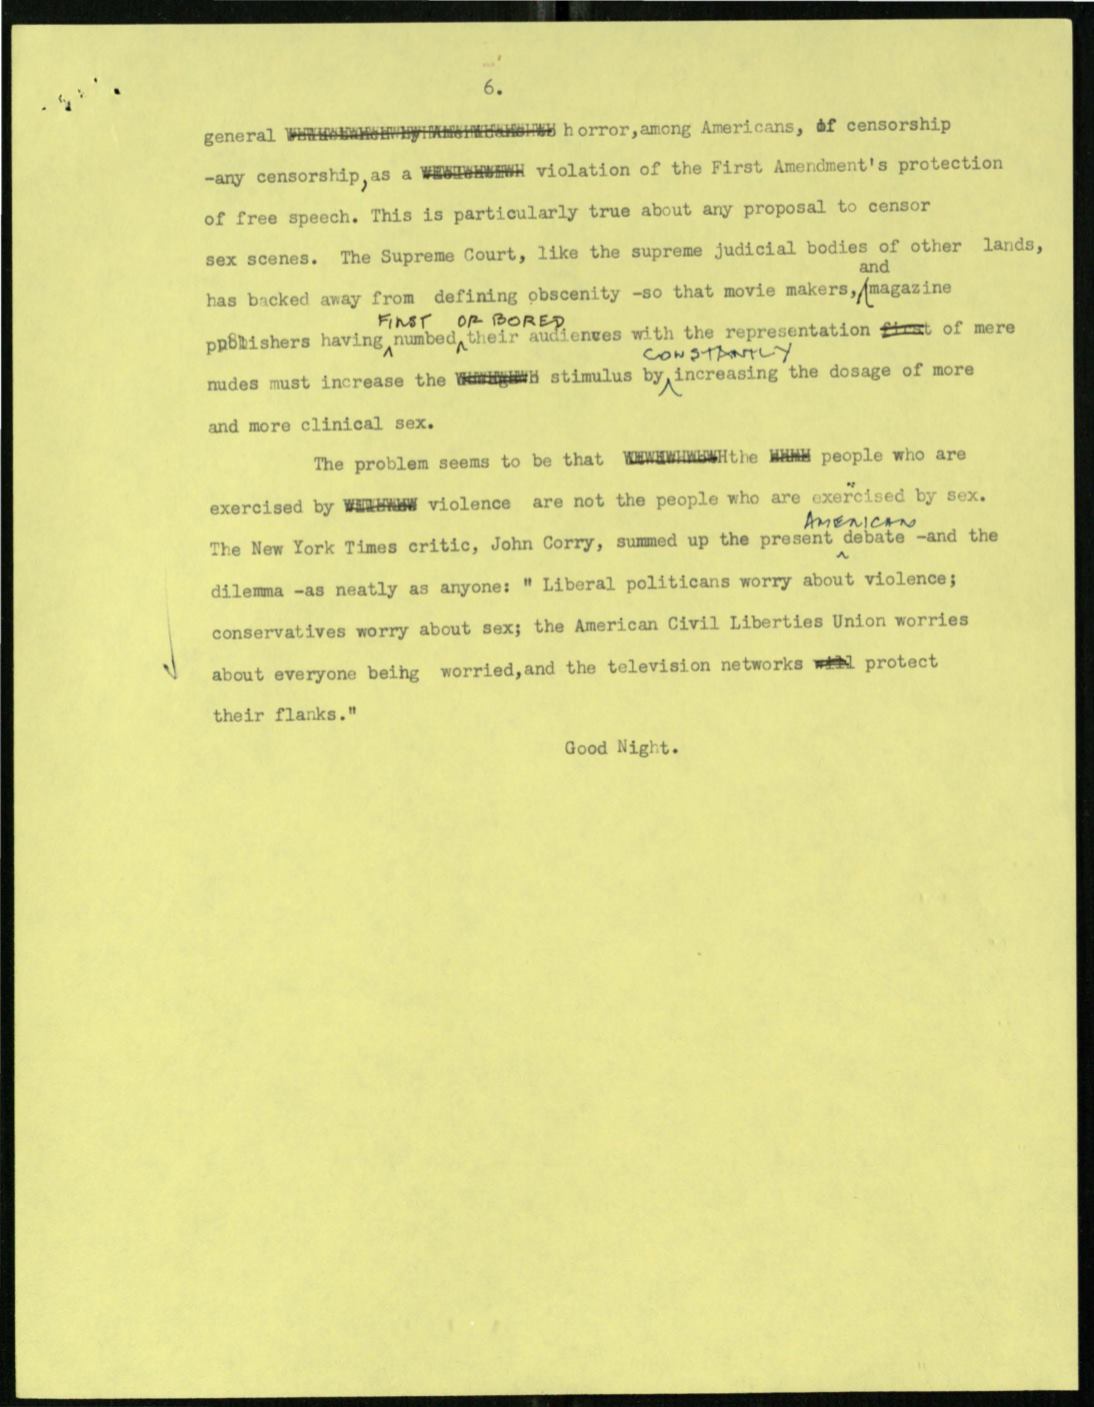 6.
general horror,among Americans, of censorship
-any censorship, as a violation of the First Amendment's protection
of free speech. This is particularly true about any proposal to censor
sex scenes. The Supreme Court, like the supreme judicial bodies of other lands,
and
has backed away from defining obscenity -so that movie makers, magazine
FIRST OR BORED
publishers having numbed their audiences with the representation first of mere
CONSTANTLY
nudes must increase the stimulus by increasing the dosage of more
and more clinical sex.
The problem seems to be that the people who are
exercised by violence are not the people who are exercised by sex.
AMERICAN
The New York Times critic, John Corry, summed up the present debate -and the
dilemma -as neatly as anyone: " Liberal politicans worry about violence;
conservatives worry about sex; the American Civil Liberties Union worries
about everyone being worried,and the television networks will protect
their flanks."
Good Night.